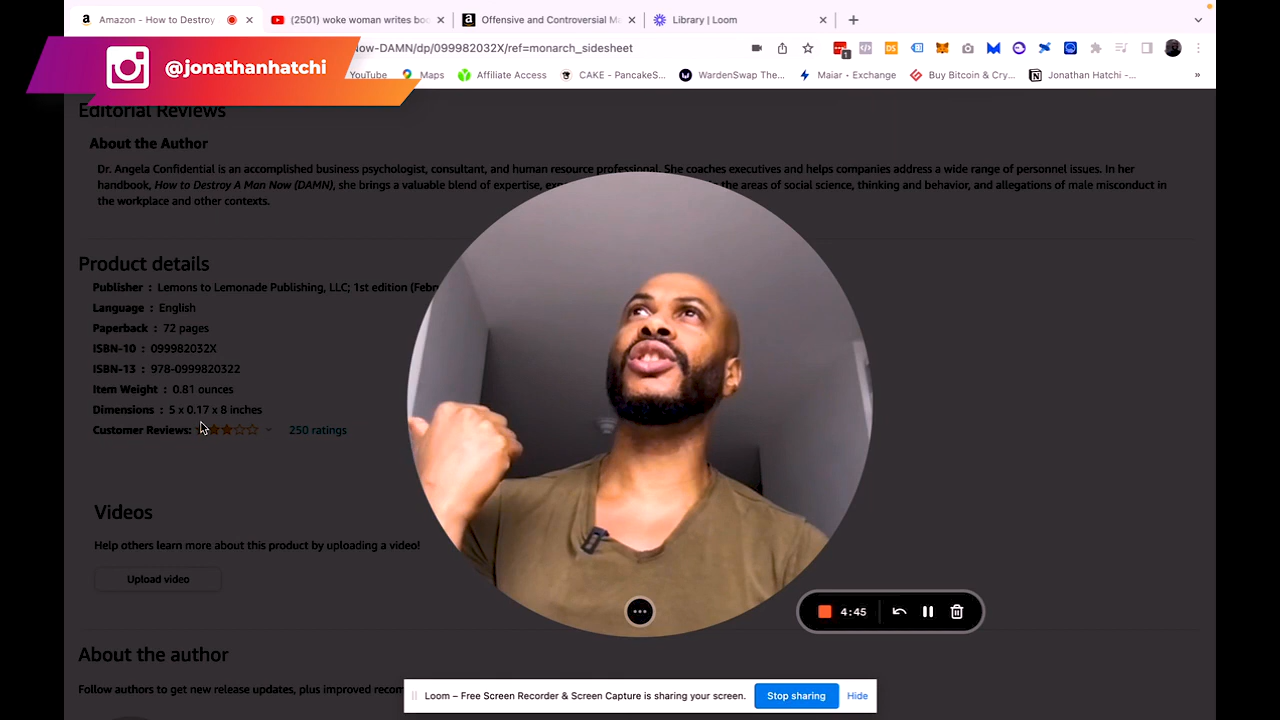 Amazon - How to Destroy
(2501) woke woman writes boo
Offensive and Controversial Ma
Library | Loom
@jonathanhatchi
ow-DAMN/dp/099982032X/ref=monarch_sidesheet
YouTube
Maps
Affiliate Access
CAKE - PancakeS...
WardenSwap The...
Maiar • Exchange
Buy Bitcoin & Cry...
Jonathan Hatchi -...
»
Editorial Reviews
About the Author
Dr. Angela Confidential is an accomplished business psychologist, consultant, and human resource professional. She coaches executives and helps companies address a wide range of personnel issues. In her
handbook, How to Destroy A Man Now (DAMN), she brings a valuable blend of expertise, the areas of social science, thinking and behavior, and allegations of male misconduct in
the workplace and other contexts.
Product details
Publisher : Lemons to Lemonade Publishing, LLC; 1st edition (Febr
Language : English
Paperback : 72 pages
ISBN-10 : 099982032X
ISBN-13 : 978-0999820322
Item Weight : 0.81 ounces
Dimensions : 5 x 0.17 x 8 inches
Customer Reviews: 250 ratings
Videos
Help others learn more about this product by uploading a video!
Upload video
4:45
About the author
Follow authors to get new release updates, plus improved recom
Loom – Free Screen Recorder & Screen Capture is sharing your screen.
Stop sharing
Hide